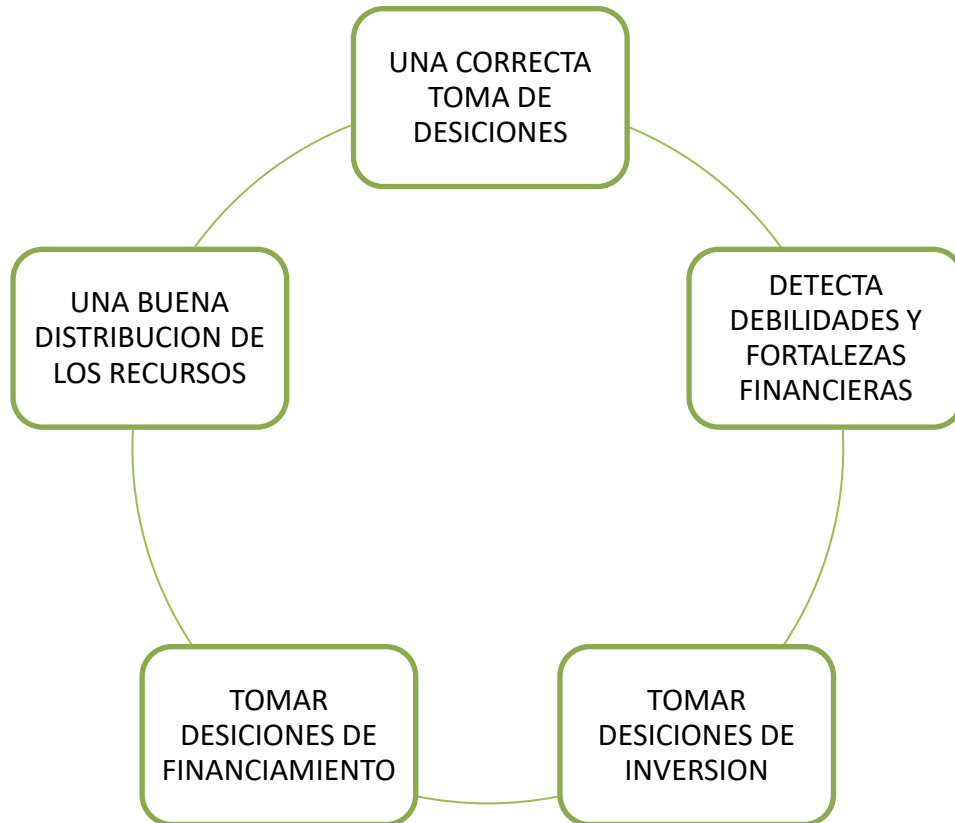 UNA CORRECTA
TOMA DE
DESICIONES
DETECTA
DEBILIDADES Y
FORTALEZAS
FINANCIERAS
TOMAR
DESICIONES DE
INVERSION
TOMAR
DESICIONES DE
FINANCIAMIENTO
UNA BUENA
DISTRIBUCION DE
LOS RECURSOS